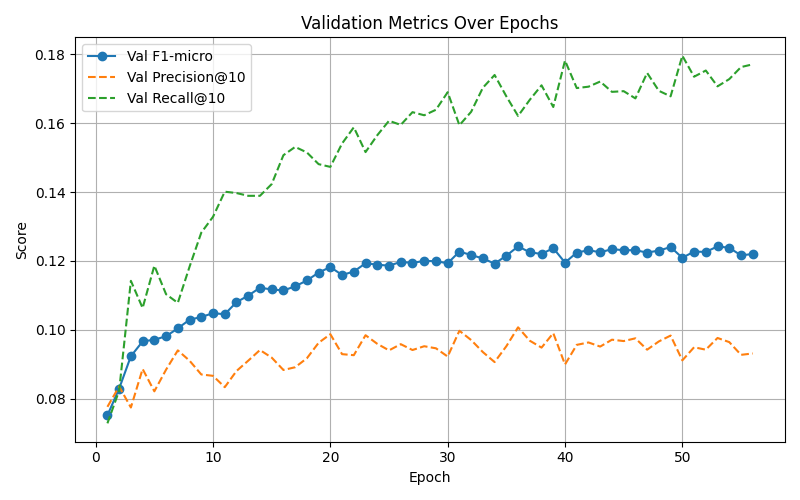 Validation Metrics Over Epochs
Val F1-micro
Val Precision@10
Val Recall@10
0.18
0.16
0.14
0.12
0.10
0.08
Score
0 10 20 30 40 50
Epoch